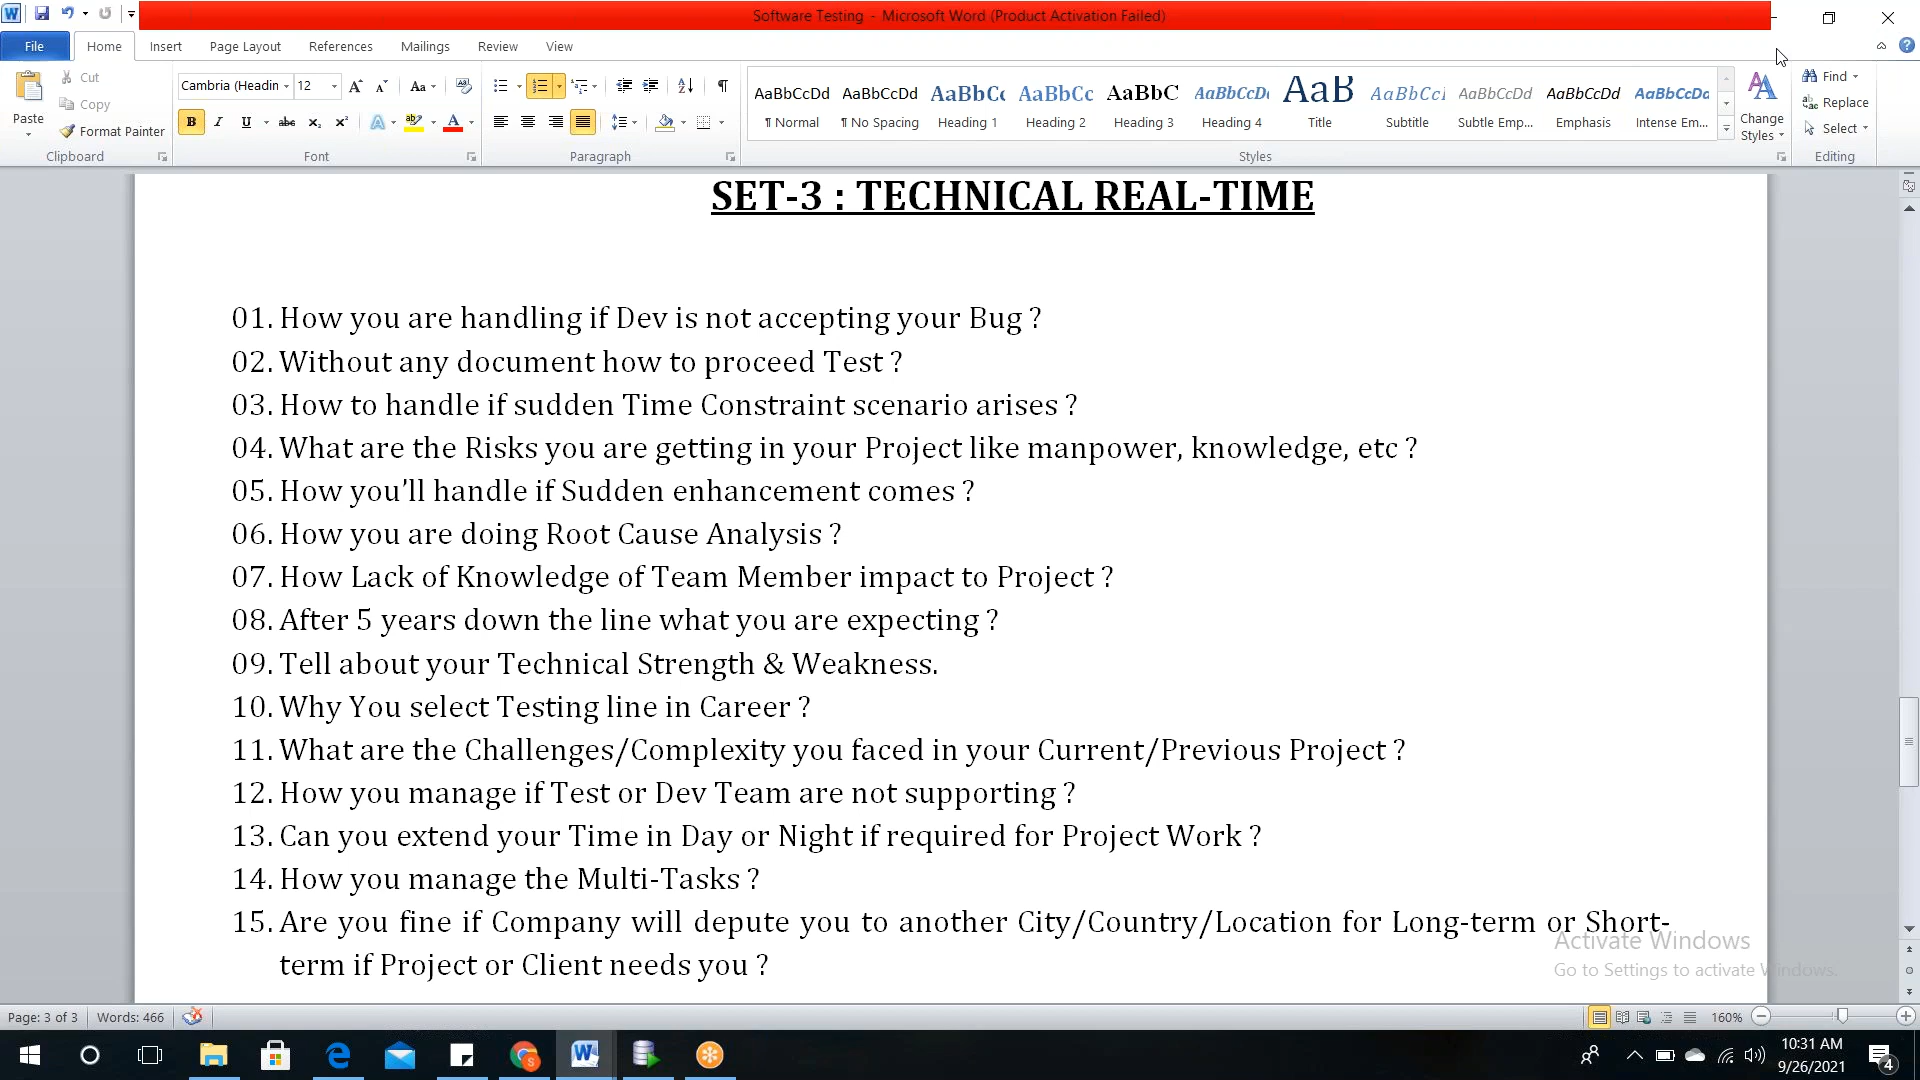 Software Testing - Microsoft Word (Product Activation Failed)
File Home Insert Page Layout References Mailings Review View
Paste Cut Copy Format Painter Clipboard
Cambria (Headin 12 Aa
B I U abc x₂ x² A ab A Font
Paragraph
AaBbCcDd AaBbCcDd AaBbCc AaBbCc AaBbC AaBbCcDı AaB AaBbCcI AaBbCcDd AaBbCcDd AaBbCcDd
¶ Normal ¶ No Spacing Heading 1 Heading 2 Heading 3 Heading 4 Title Subtitle Subtle Emp... Emphasis Intense Em...
Styles
Change Styles
Find Replace Select Editing
SET-3 : TECHNICAL REAL-TIME
01. How you are handling if Dev is not accepting your Bug ?
02. Without any document how to proceed Test ?
03. How to handle if sudden Time Constraint scenario arises ?
04. What are the Risks you are getting in your Project like manpower, knowledge, etc ?
05. How you’ll handle if Sudden enhancement comes ?
06. How you are doing Root Cause Analysis ?
07. How Lack of Knowledge of Team Member impact to Project ?
08. After 5 years down the line what you are expecting ?
09. Tell about your Technical Strength & Weakness.
10. Why You select Testing line in Career ?
11. What are the Challenges/Complexity you faced in your Current/Previous Project ?
12. How you manage if Test or Dev Team are not supporting ?
13. Can you extend your Time in Day or Night if required for Project Work ?
14. How you manage the Multi-Tasks ?
15. Are you fine if Company will depute you to another City/Country/Location for Long-term or Short-
term if Project or Client needs you ?
Activate Windows
Go to Settings to activate Windows.
Page: 3 of 3 Words: 466 160%
10:31 AM
9/26/2021
4